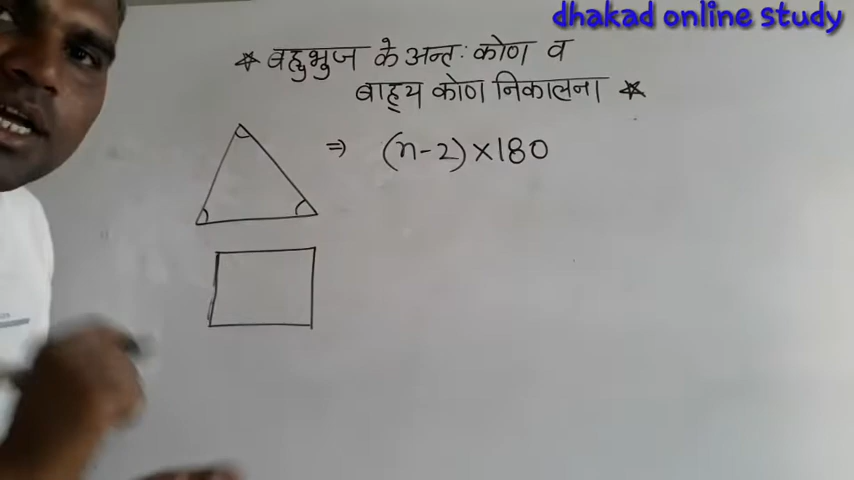 dhakad online study
* बहुभुज के अन्त: कोण व
बाह्य कोण निकालना *
⇒ (n-2)×180